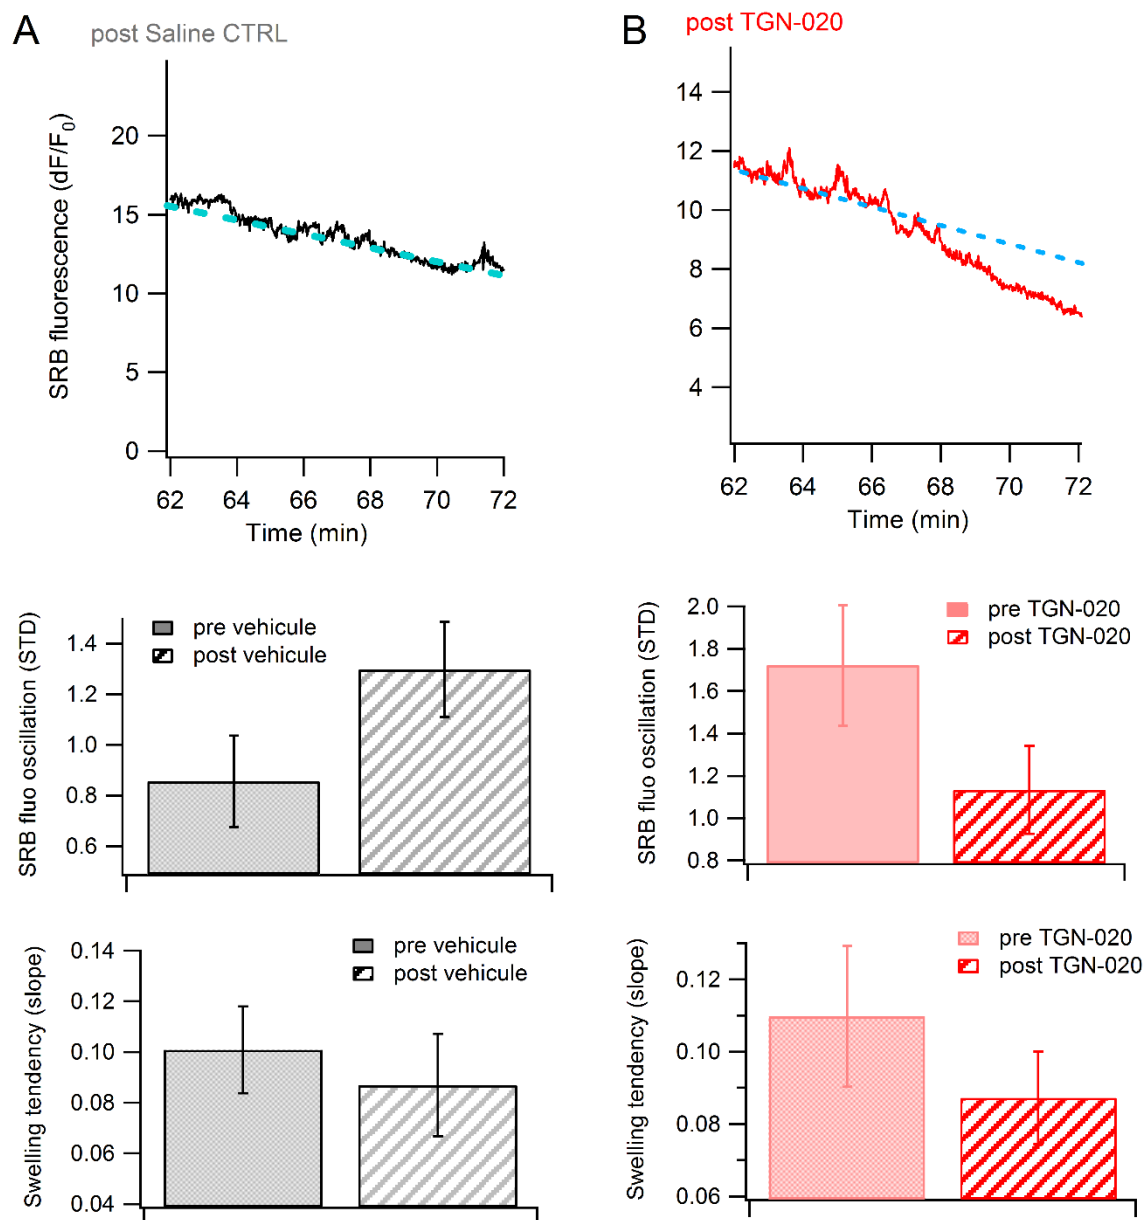 A
post Saline CTRL
SRB fluorescence (dF/F0)
20
15
10
5
0
62 64 66 68 70 72
Time (min)
B
post TGN-020
14
12
10
8
6
4
62 64 66 68 70 72
Time (min)
SRB fluo oscillation (STD)
1.4
1.2
1.0
0.8
0.6
pre vehicule
post vehicule
SRB fluo oscillation (STD)
2.0
1.8
1.6
1.4
1.2
1.0
0.8
pre TGN-020
post TGN-020
Swelling tendency (slope)
0.14
0.12
0.10
0.08
0.06
0.04
pre vehicule
post vehicule
Swelling tendency (slope)
0.12
0.10
0.08
0.06
pre TGN-020
post TGN-020